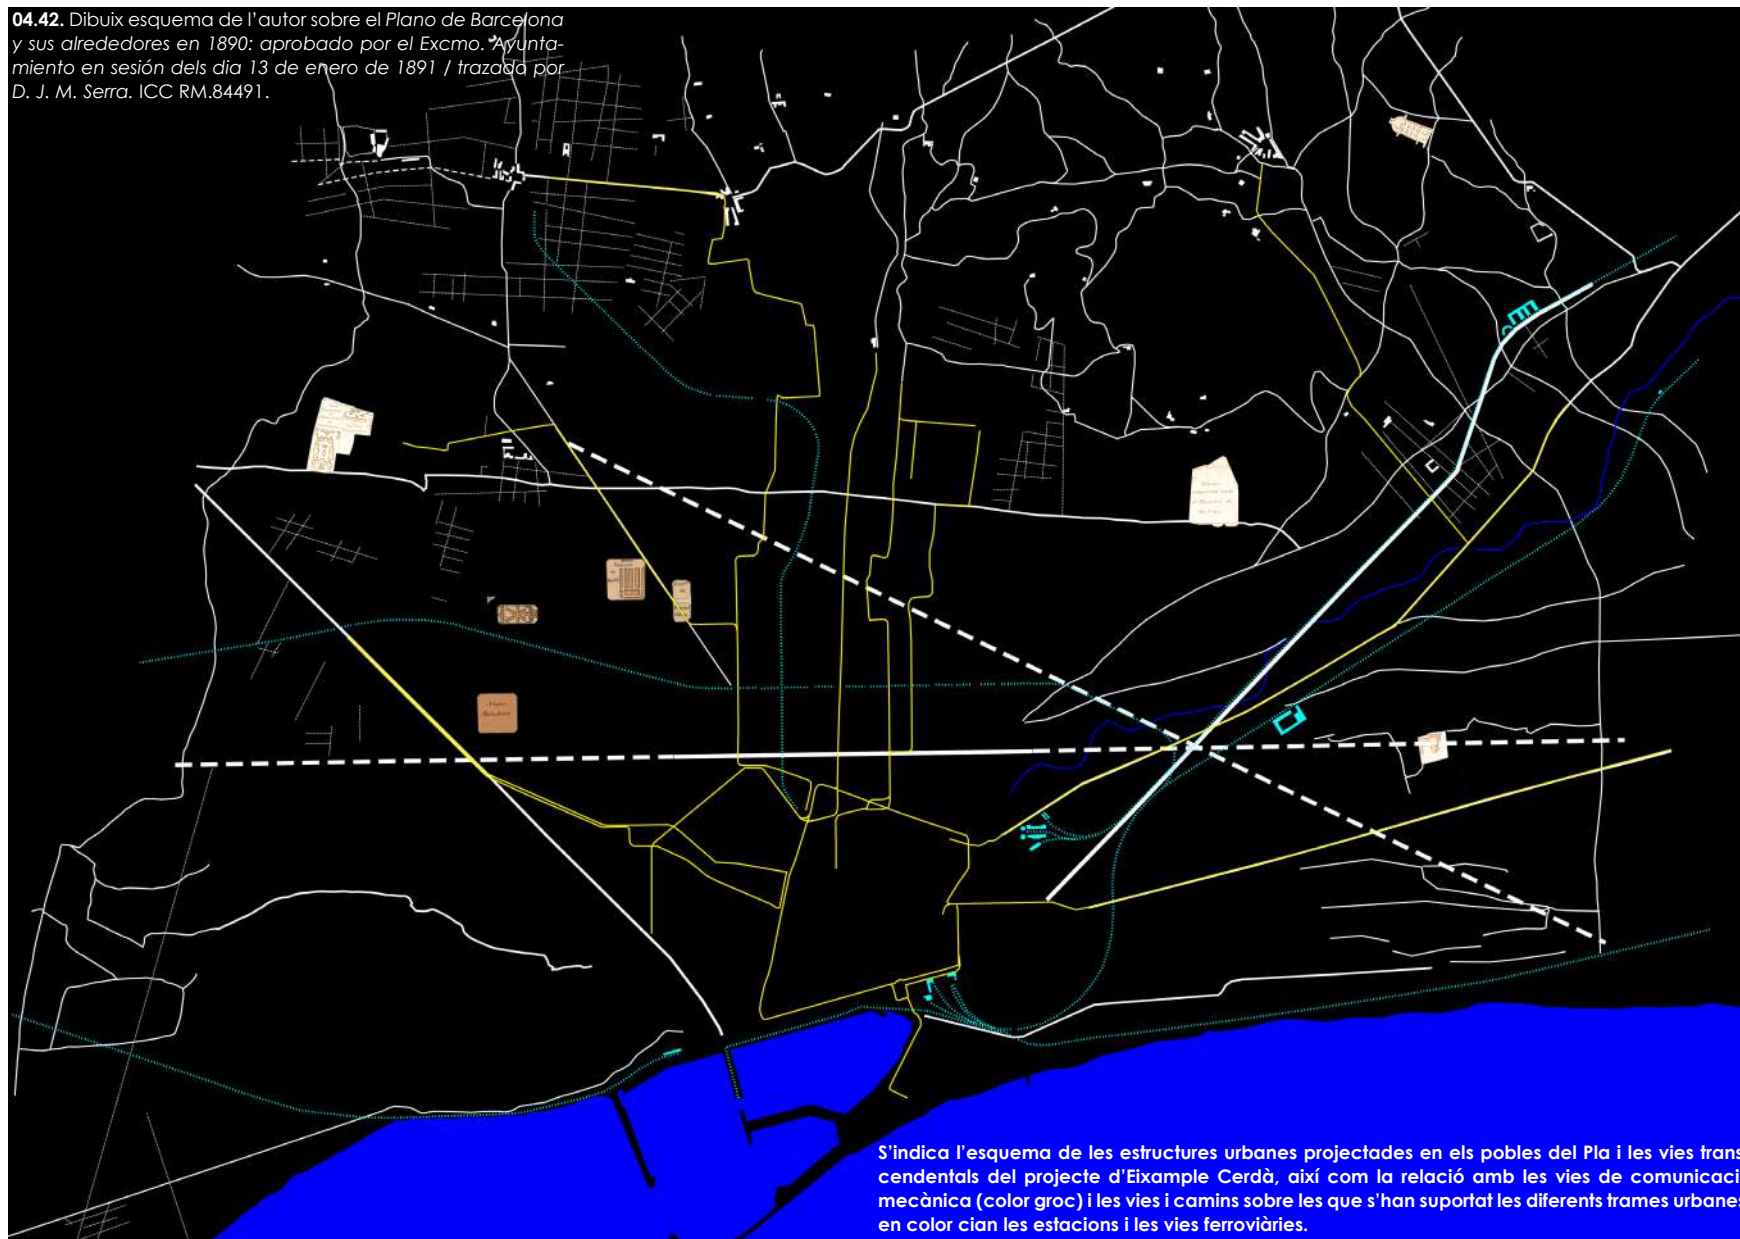 04.42. Dibuix esquema de l'autor sobre el Plano de Barcelona
y sus alrededores en 1890: aprobado por el Excmo. Ayunta-
miento en sesión dels dia 13 de enero de 1891 / trazado por
D. J. M. Serra. ICC RM.84491.
S'indica l'esquema de les estructures urbanes projectades en els pobles del Pla i les vies trans
cendentals del projecte d'Eixample Cerdà, així com la relació amb les vies de comunicaci
mecànica (color groc) i les vies i camins sobre les que s'han suportat les diferents trames urbanes
en color cian les estacions i les vies ferroviàries.